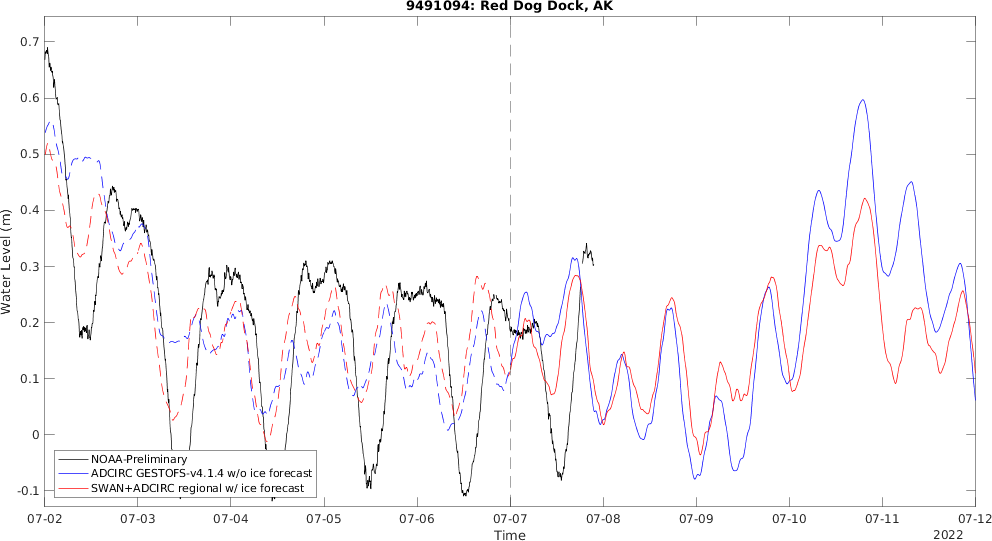 9491094: Red Dog Dock, AK
Water Level (m)
0.7
0.6
0.5
0.4
0.3
0.2
0.1
0
-0.1
NOAA-Preliminary
ADCIRC GESTOFS-v4.1.4 w/o ice forecast
SWAN+ADCIRC regional w/ ice forecast
07-02 07-03 07-04 07-05 07-06 07-07 07-08 07-09 07-10 07-11 07-12
Time
2022